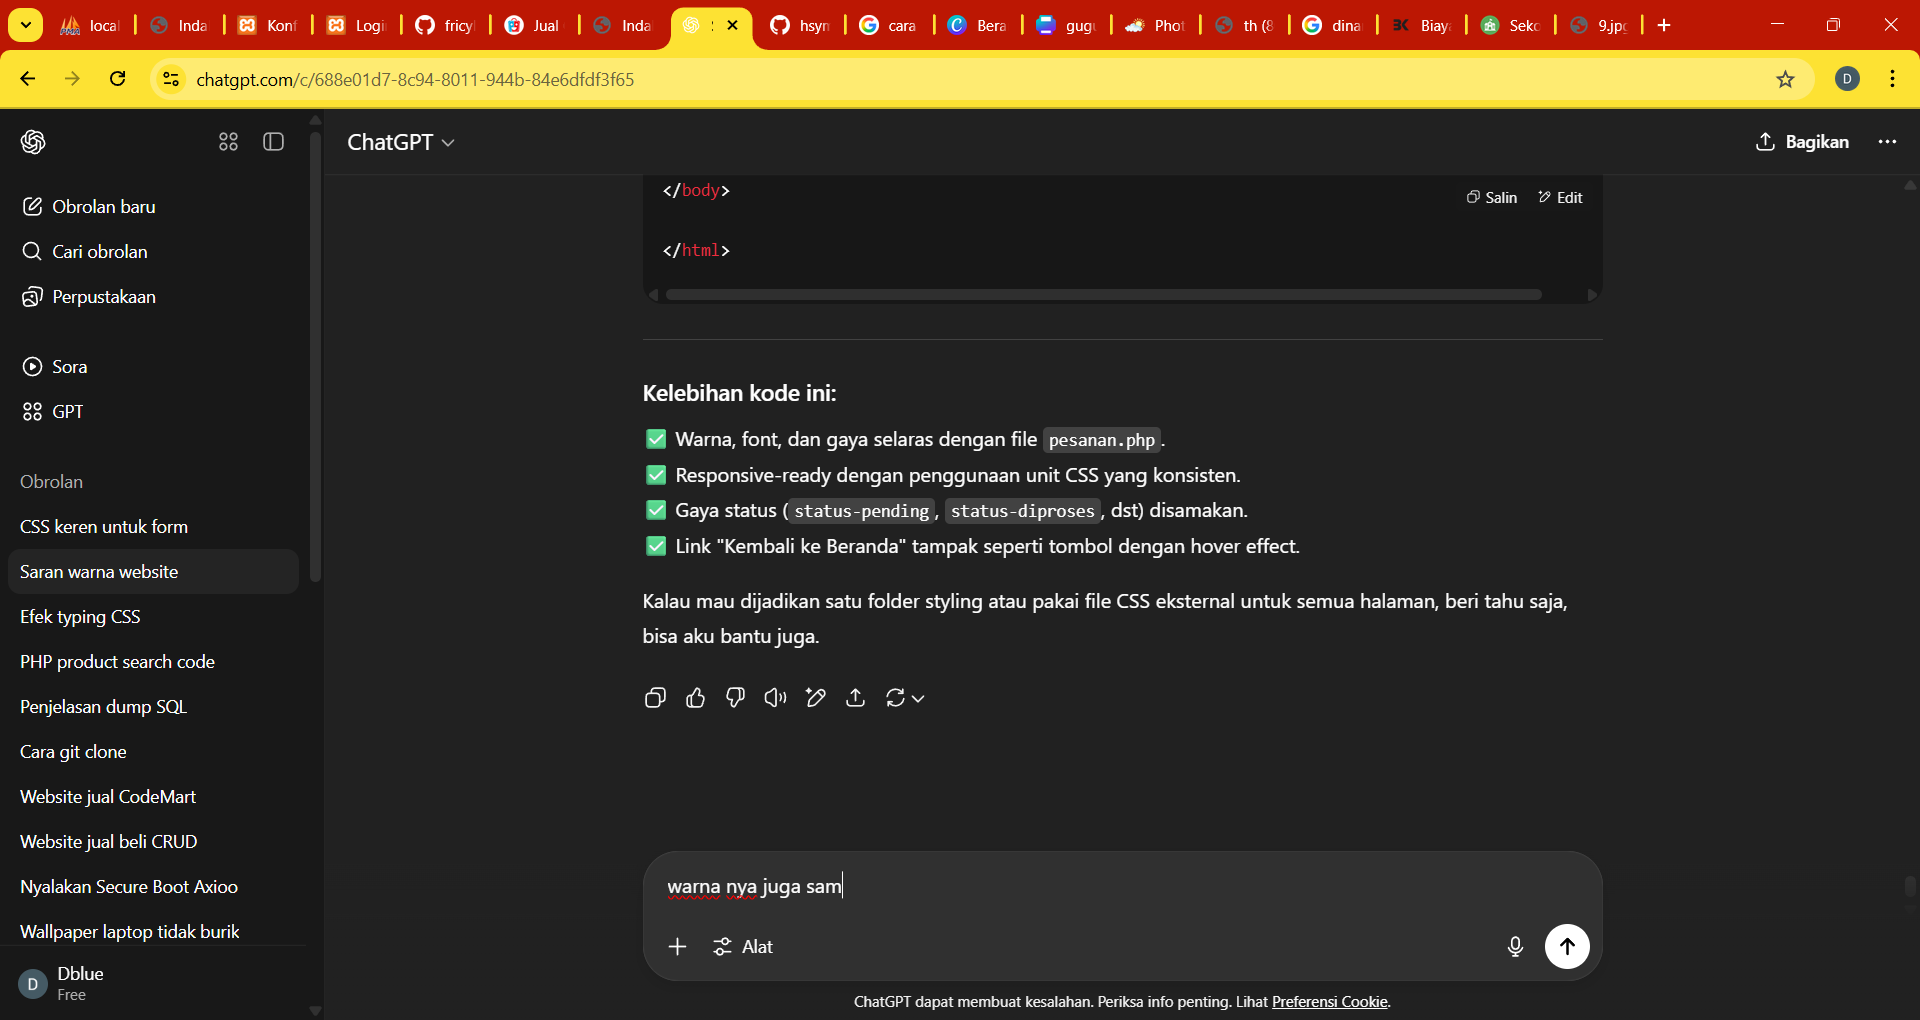 local
Inda
Konf
Logi
fricy
Jual
Inda
hsyn
cara
Bera
gugu
Phot
th (8
dina
Biay
Seko
9.jpg
chatgpt.com/c/688e01d7-8c94-8011-944b-84e6dfdf3f65
D
ChatGPT
Bagikan
Obrolan baru
Cari obrolan
Perpustakaan
Sora
GPT
Obrolan
CSS keren untuk form
Saran warna website
Efek typing CSS
PHP product search code
Penjelasan dump SQL
Cara git clone
Website jual CodeMart
Website jual beli CRUD
Nyalakan Secure Boot Axioo
Wallpaper laptop tidak burik
D
Dblue
Free
</body>
Salin
Edit
</html>
Kelebihan kode ini:
✅ Warna, font, dan gaya selaras dengan file pesanan.php.
✅ Responsive-ready dengan penggunaan unit CSS yang konsisten.
✅ Gaya status (status-pending, status-diproses, dst) disamakan.
✅ Link "Kembali ke Beranda" tampak seperti tombol dengan hover effect.
Kalau mau dijadikan satu folder styling atau pakai file CSS eksternal untuk semua halaman, beri tahu saja,
bisa aku bantu juga.
warna nya juga sam
Alat
ChatGPT dapat membuat kesalahan. Periksa info penting. Lihat Preferensi Cookie.